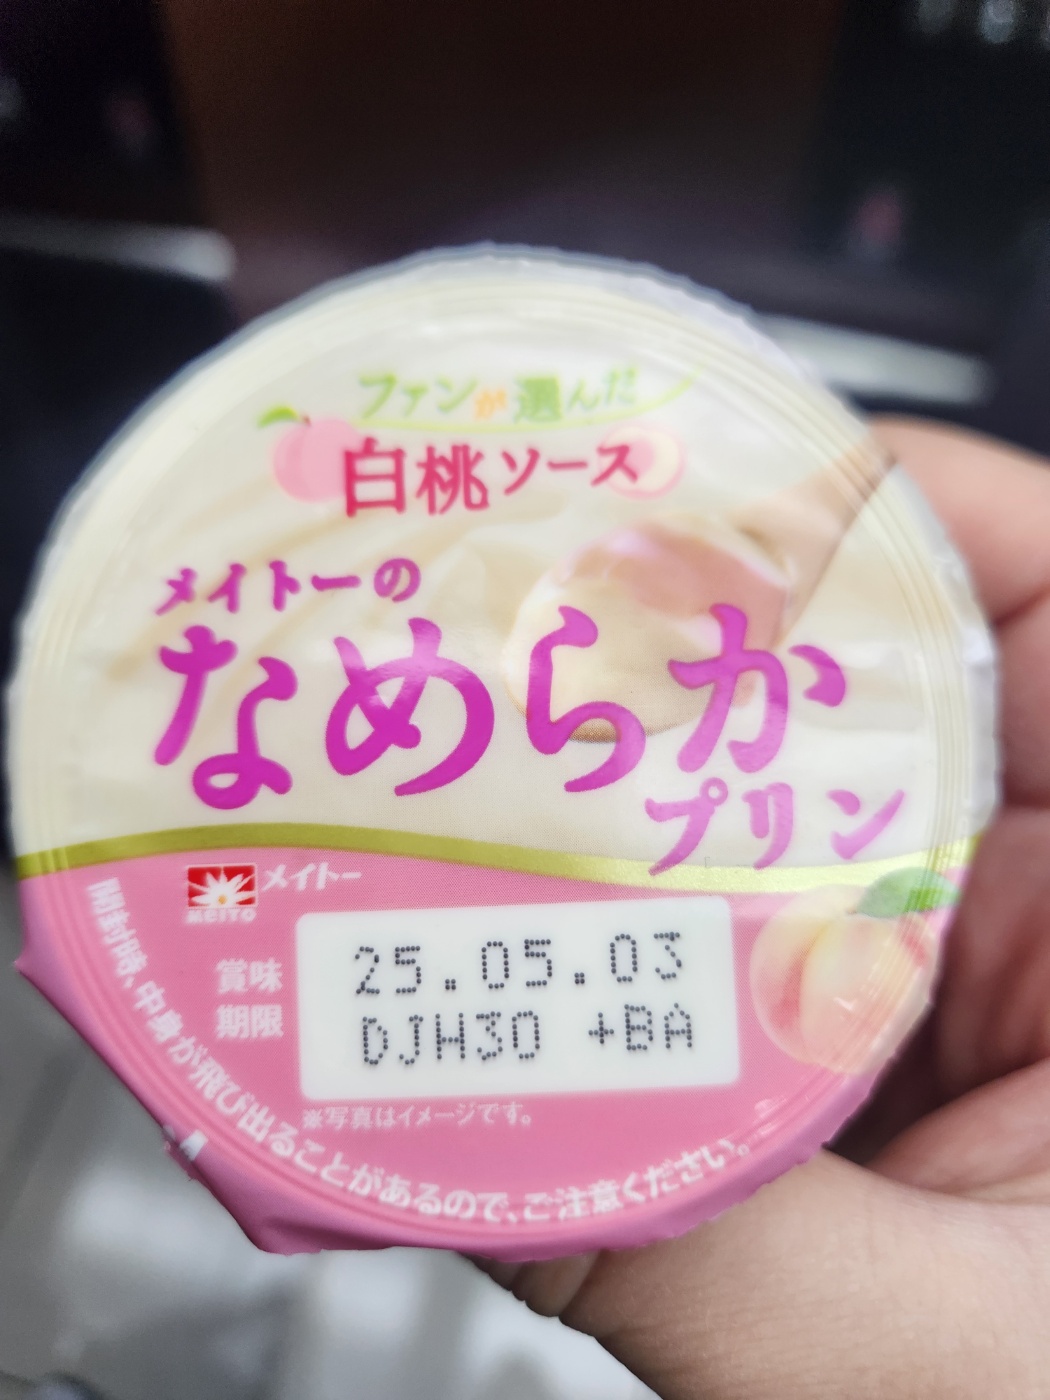 ファンが選んだ
白桃ソース
メイトーの
なめらか
プリン
MEITO
メイトー
賞味
期限
25.05.03
DJH30 +BA
※写真はイメージです。
開封時、中身が飛び出ることがあるので、ご注意ください。